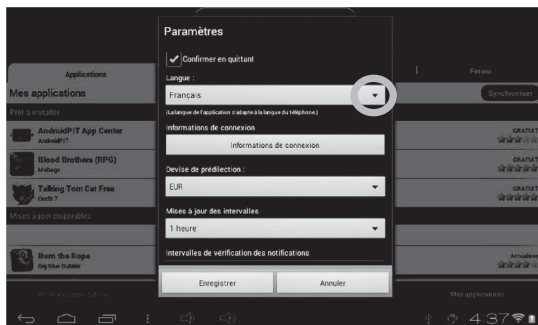 Paramètres
Confirmer en quittant
Langue :
Français
(La langue de l'application s'adapte à la langue du téléphone.)
Informations de connexion
Informations de connexion
Devise de prédilection :
EUR
Mises à jour des intervalles
1 heure
Intervalles de vérification des notifications
Enregistrer
Annuler
Applications
Forum
Mes applications
Synchroniser
Prêt à installer
AndroidPIT App Center
AndroidPIT
GRATUIT
Blood Brothers (RPG)
Mobage
GRATUIT
Talking Tom Cat Free
Outfit 7
GRATUIT
Mises à jour disponibles
Burn the Rope
Big Blue Bubble
Actualiser
Mes applications
4:37